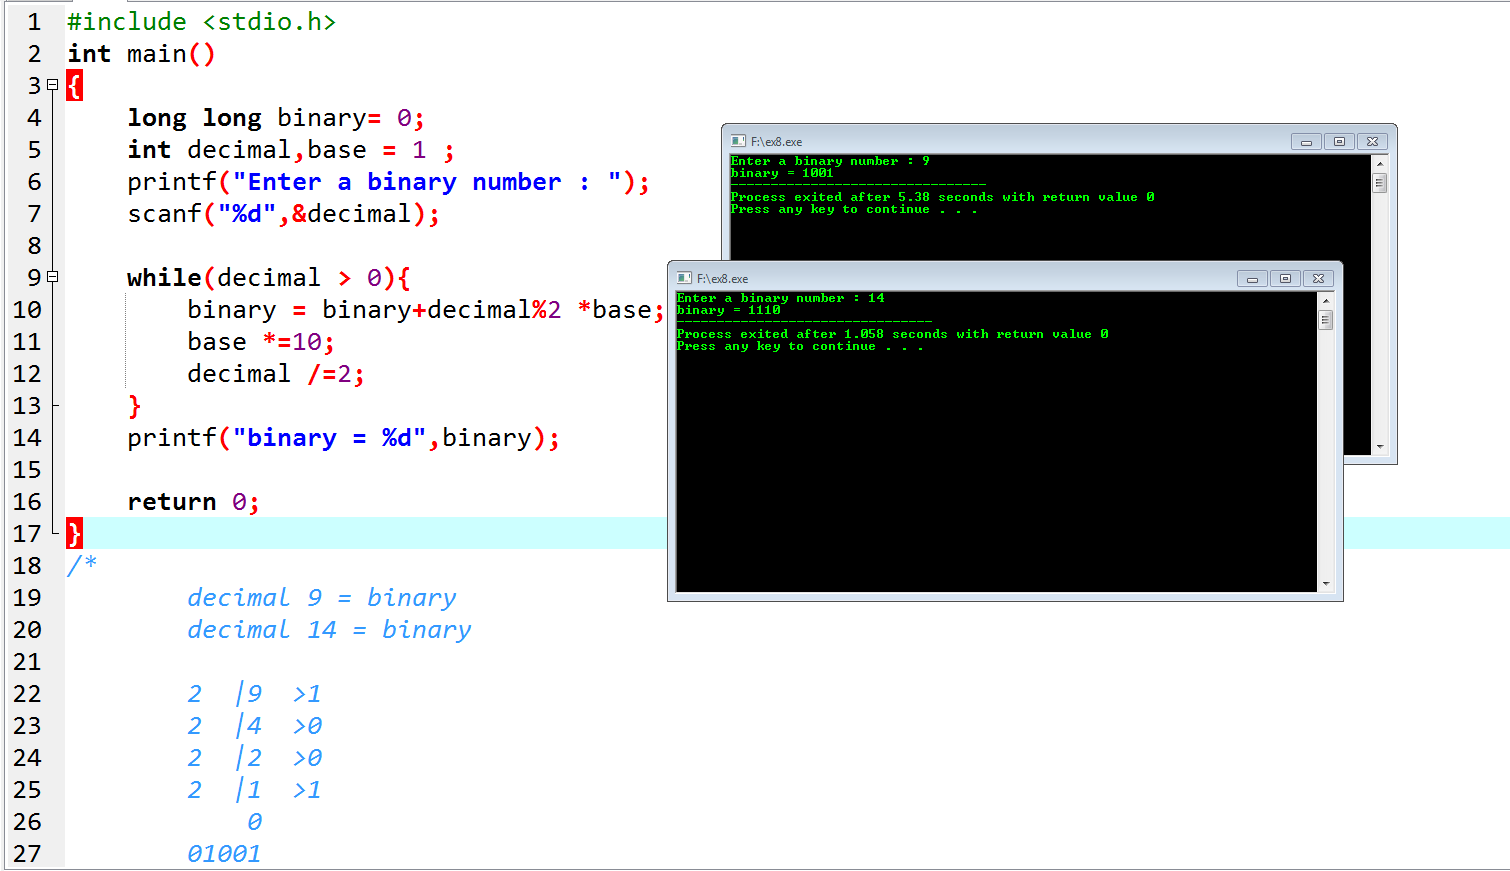 1 #include <stdio.h>
2 int main()
3 {
4 long long binary= 0;
5 int decimal,base = 1 ;
6 printf("Enter a binary number : ");
7 scanf("%d",&decimal);
8
9 while(decimal > 0){
10 binary = binary+decimal%2 *base;
11 base *=10;
12 decimal /=2;
13 }
14 printf("binary = %d",binary);
15
16 return 0;
17 }
18 /*
19 decimal 9 = binary
20 decimal 14 = binary
21
22 2 |9 >1
23 2 |4 >0
24 2 |2 >0
25 2 |1 >1
26 0
27 01001
F:\ex8.exe
Enter a binary number : 9
binary = 1001
--------------------------------
Process exited after 5.38 seconds with return value 0
Press any key to continue . . .
F:\ex8.exe
Enter a binary number : 14
binary = 1110
--------------------------------
Process exited after 1.058 seconds with return value 0
Press any key to continue . . .